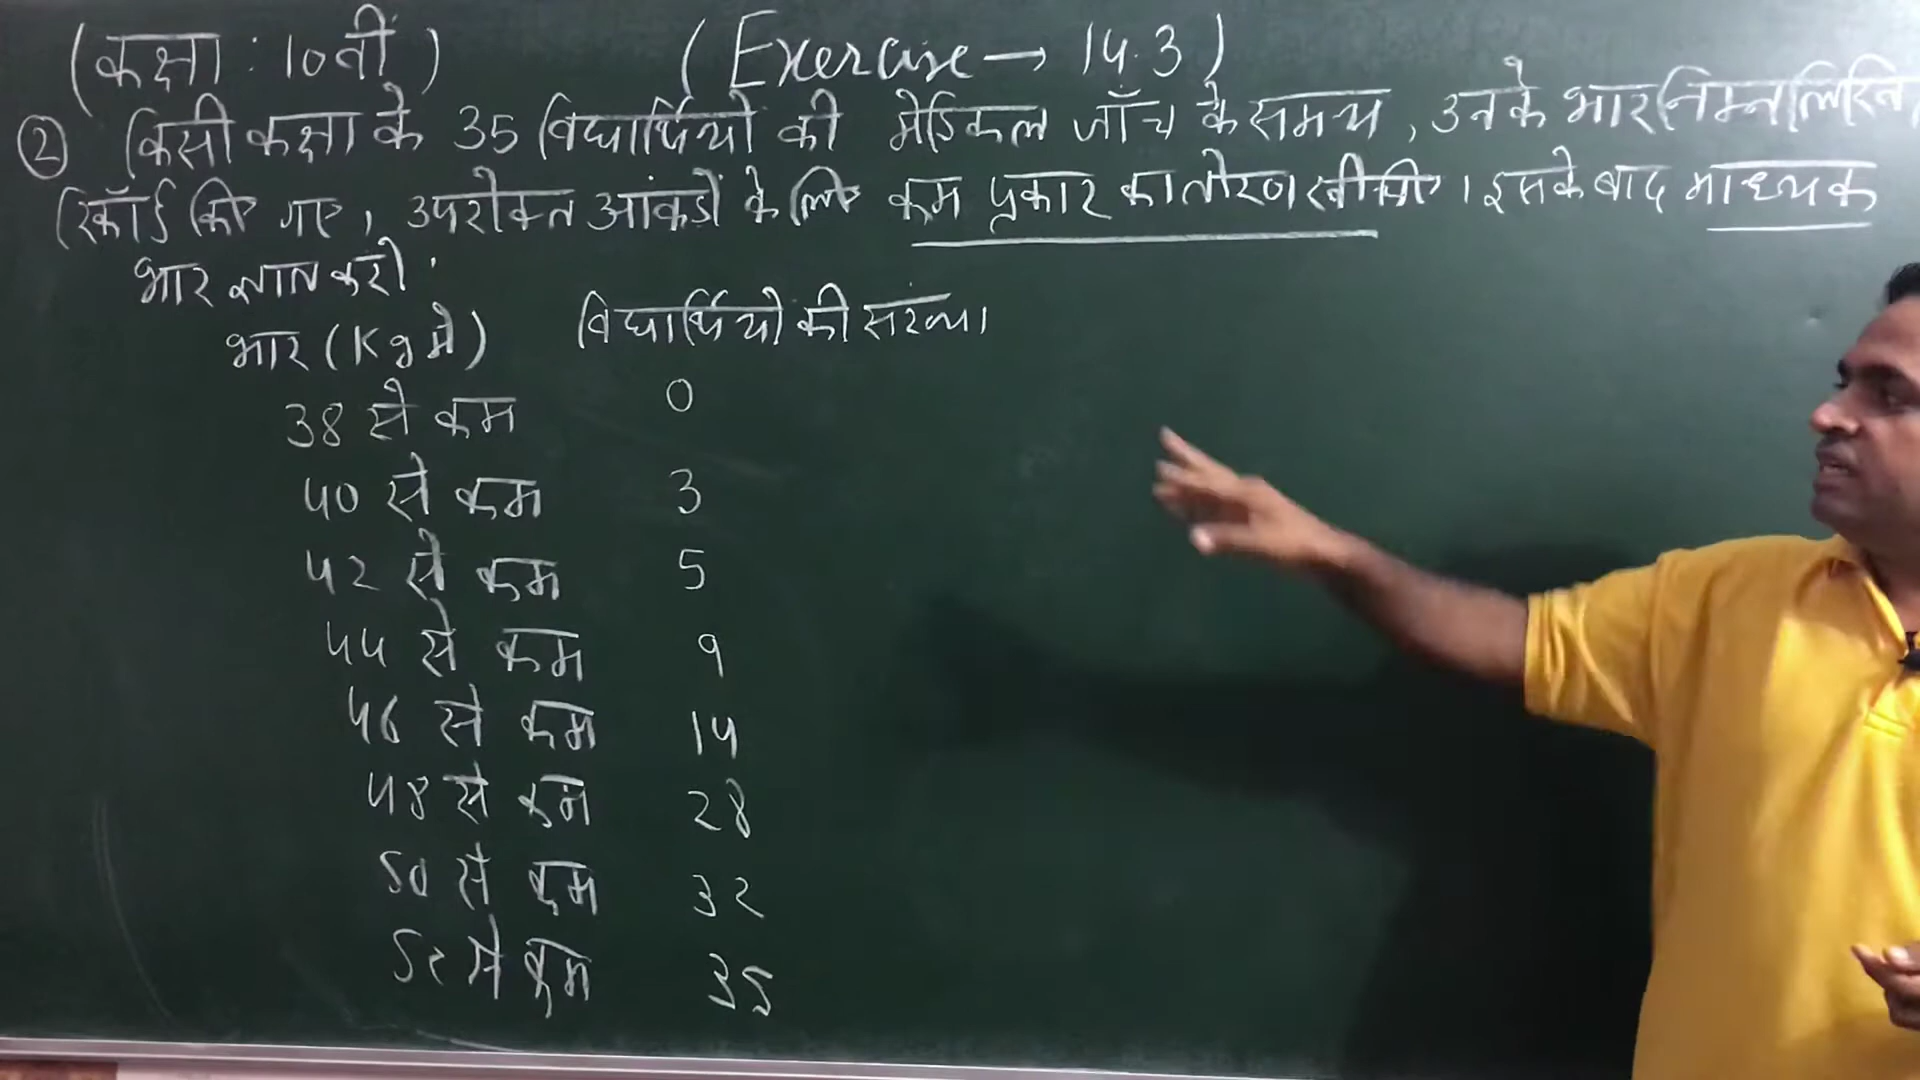 (कक्षा : 10वीं) (Exercise → 14.3)
② किसी कक्षा के 35 विद्यार्थियों की मेडिकल जाँच के समय, उनके भार निम्नलिखित
रिकॉर्ड किए गए, उपरोक्त आंकडों के लिए कम प्रकार का तोरण खींचिए। इसके बाद माध्यक
भार ज्ञात करो :
भार (Kg में) विद्यार्थियों की संख्या
38 से कम 0
40 से कम 3
42 से कम 5
44 से कम 9
46 से कम 14
48 से कम 28
50 से कम 32
52 से कम 35